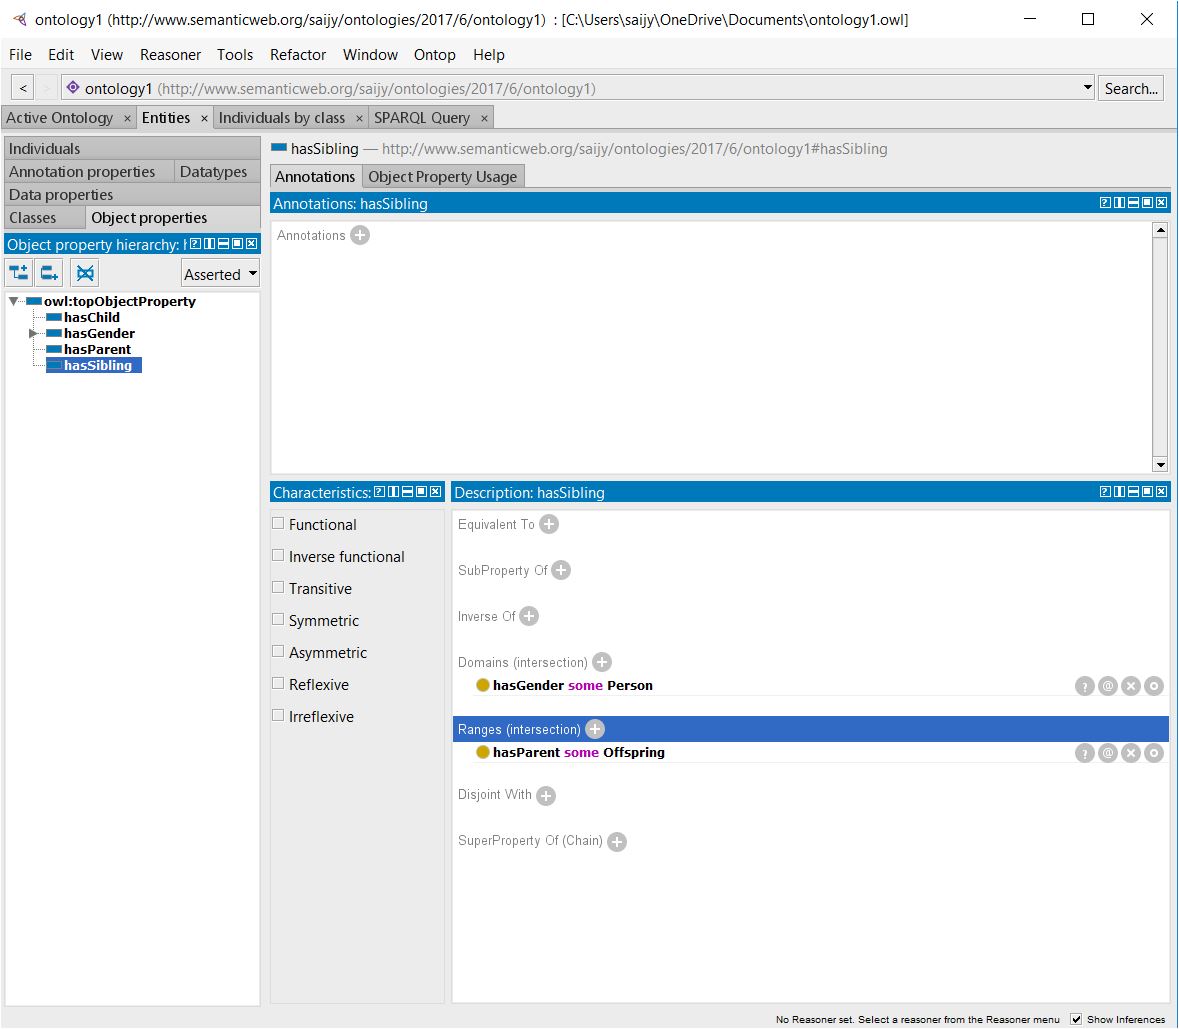 ontology1 (http://www.semanticweb.org/saijy/ontologies/2017/6/ontology1) : [C:\Users\saijy\OneDrive\Documents\ontology1.owl]
File Edit View Reasoner Tools Refactor Window Ontop Help
< > ontology1 (http://www.semanticweb.org/saijy/ontologies/2017/6/ontology1) Search...
Active Ontology × Entities × Individuals by class × SPARQL Query ×
Individuals
Annotation properties Datatypes
Data properties
Classes Object properties
Object property hierarchy:
Asserted
owl:topObjectProperty
hasChild
hasGender
hasParent
hasSibling
hasSibling — http://www.semanticweb.org/saijy/ontologies/2017/6/ontology1#hasSibling
Annotations Object Property Usage
Annotations: hasSibling
Annotations
Characteristics:
Functional
Inverse functional
Transitive
Symmetric
Asymmetric
Reflexive
Irreflexive
Description: hasSibling
Equivalent To
SubProperty Of
Inverse Of
Domains (intersection)
hasGender some Person
Ranges (intersection)
hasParent some Offspring
Disjoint With
SuperProperty Of (Chain)
No Reasoner set. Select a reasoner from the Reasoner menu Show Inferences